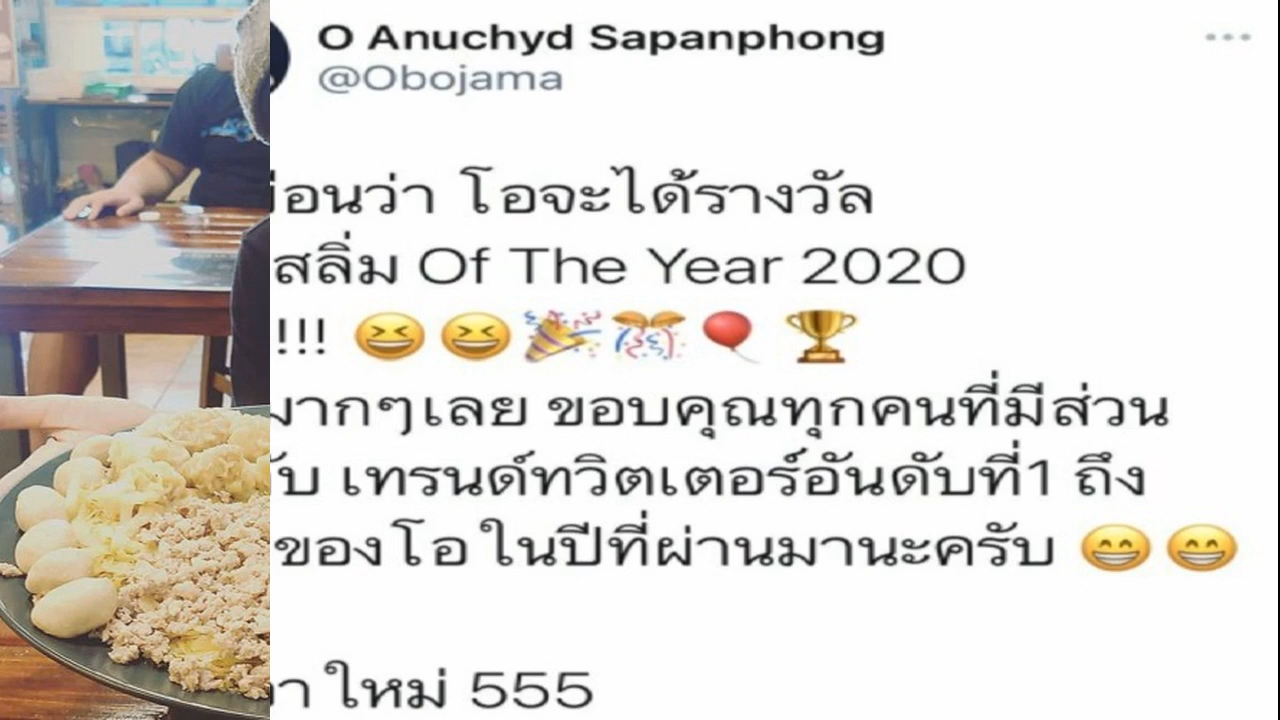 O Anuchyd Sapanphong
@Obojama
ว่า โอจะได้รางวัล
สลิ่ม Of The Year 2020
!!! 😆 😆 🎉 🎊 🎈 🏆
มากๆเลย ขอบคุณทุกคนที่มีส่วน
เทรนด์ทวิตเตอร์อันดับที่1 ถึง
ของโอ ในปีที่ผ่านมานะครับ 😁 😁
ใหม่ 555